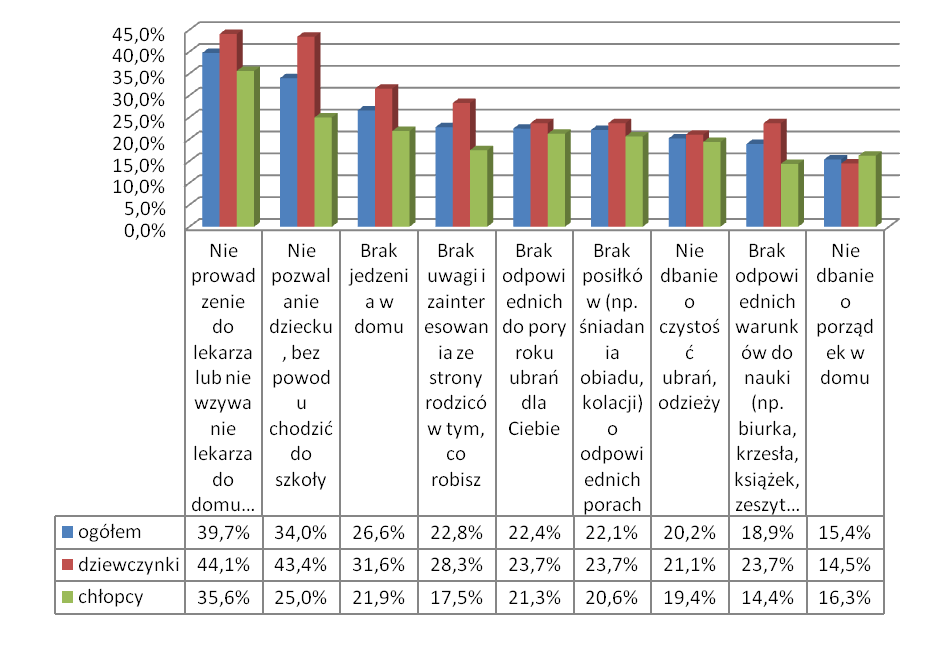 45,0%
40,0%
35,0%
30,0%
25,0%
20,0%
15,0%
10,0%
5,0%
0,0%
Nie
prowad
zenie
do
lekarza
lub nie
wzywa
nie
lekarza
do
domu...
Nie
pozwal
anie
dziecku
, bez
powod
u
chodzić
do
szkoły
Brak
jedzeni
a w
domu
Brak
uwagi i
zainter
esowan
ia ze
strony
rodzicó
w tym,
co
robisz
Brak
odpowi
ednich
do pory
roku
ubrań
dla
Ciebie
Brak
posiłkó
w (np.
śniadan
ia
obiadu,
kolacji)
o
odpowi
ednich
porach
Nie
dbanie
o
czystoś
ć
ubrań,
odzieży
Brak
odpowi
ednich
warunk
ów do
nauki
(np.
biurka,
krzesła,
książek,
zeszyt...
Nie
dbanie
o
porząd
ek w
domu
ogółem 39,7% 34,0% 26,6% 22,8% 22,4% 22,1% 20,2% 18,9% 15,4%
dziewczynki 44,1% 43,4% 31,6% 28,3% 23,7% 23,7% 21,1% 23,7% 14,5%
chłopcy 35,6% 25,0% 21,9% 17,5% 21,3% 20,6% 19,4% 14,4% 16,3%